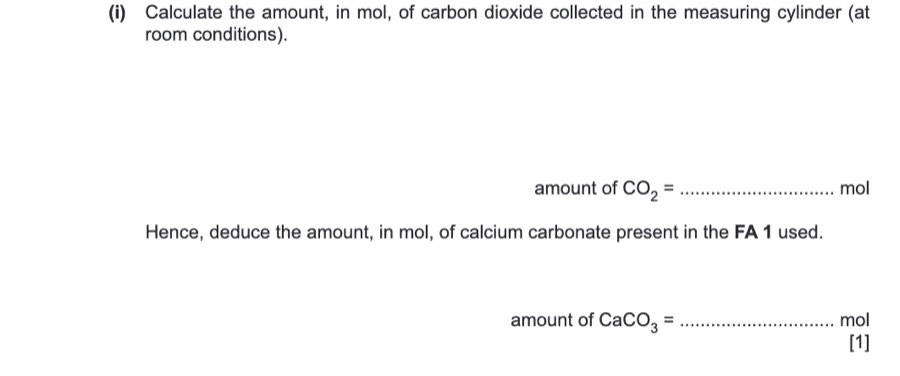 (i) Calculate the amount, in mol, of carbon dioxide collected in the measuring cylinder (at
room conditions).
amount of CO₂ = .............................. mol
Hence, deduce the amount, in mol, of calcium carbonate present in the FA 1 used.
amount of CaCO₃ = .............................. mol
[1]